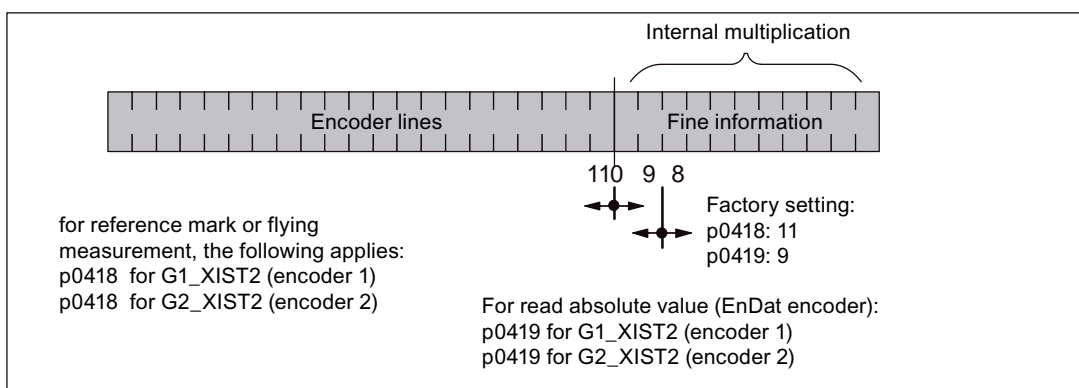 Internal multiplication
Encoder lines
Fine information
110 9 8
Factory setting:
p0418: 11
p0419: 9
for reference mark or flying
measurement, the following applies:
p0418 for G1_XIST2 (encoder 1)
p0418 for G2_XIST2 (encoder 2)
For read absolute value (EnDat encoder):
p0419 for G1_XIST2 (encoder 1)
p0419 for G2_XIST2 (encoder 2)